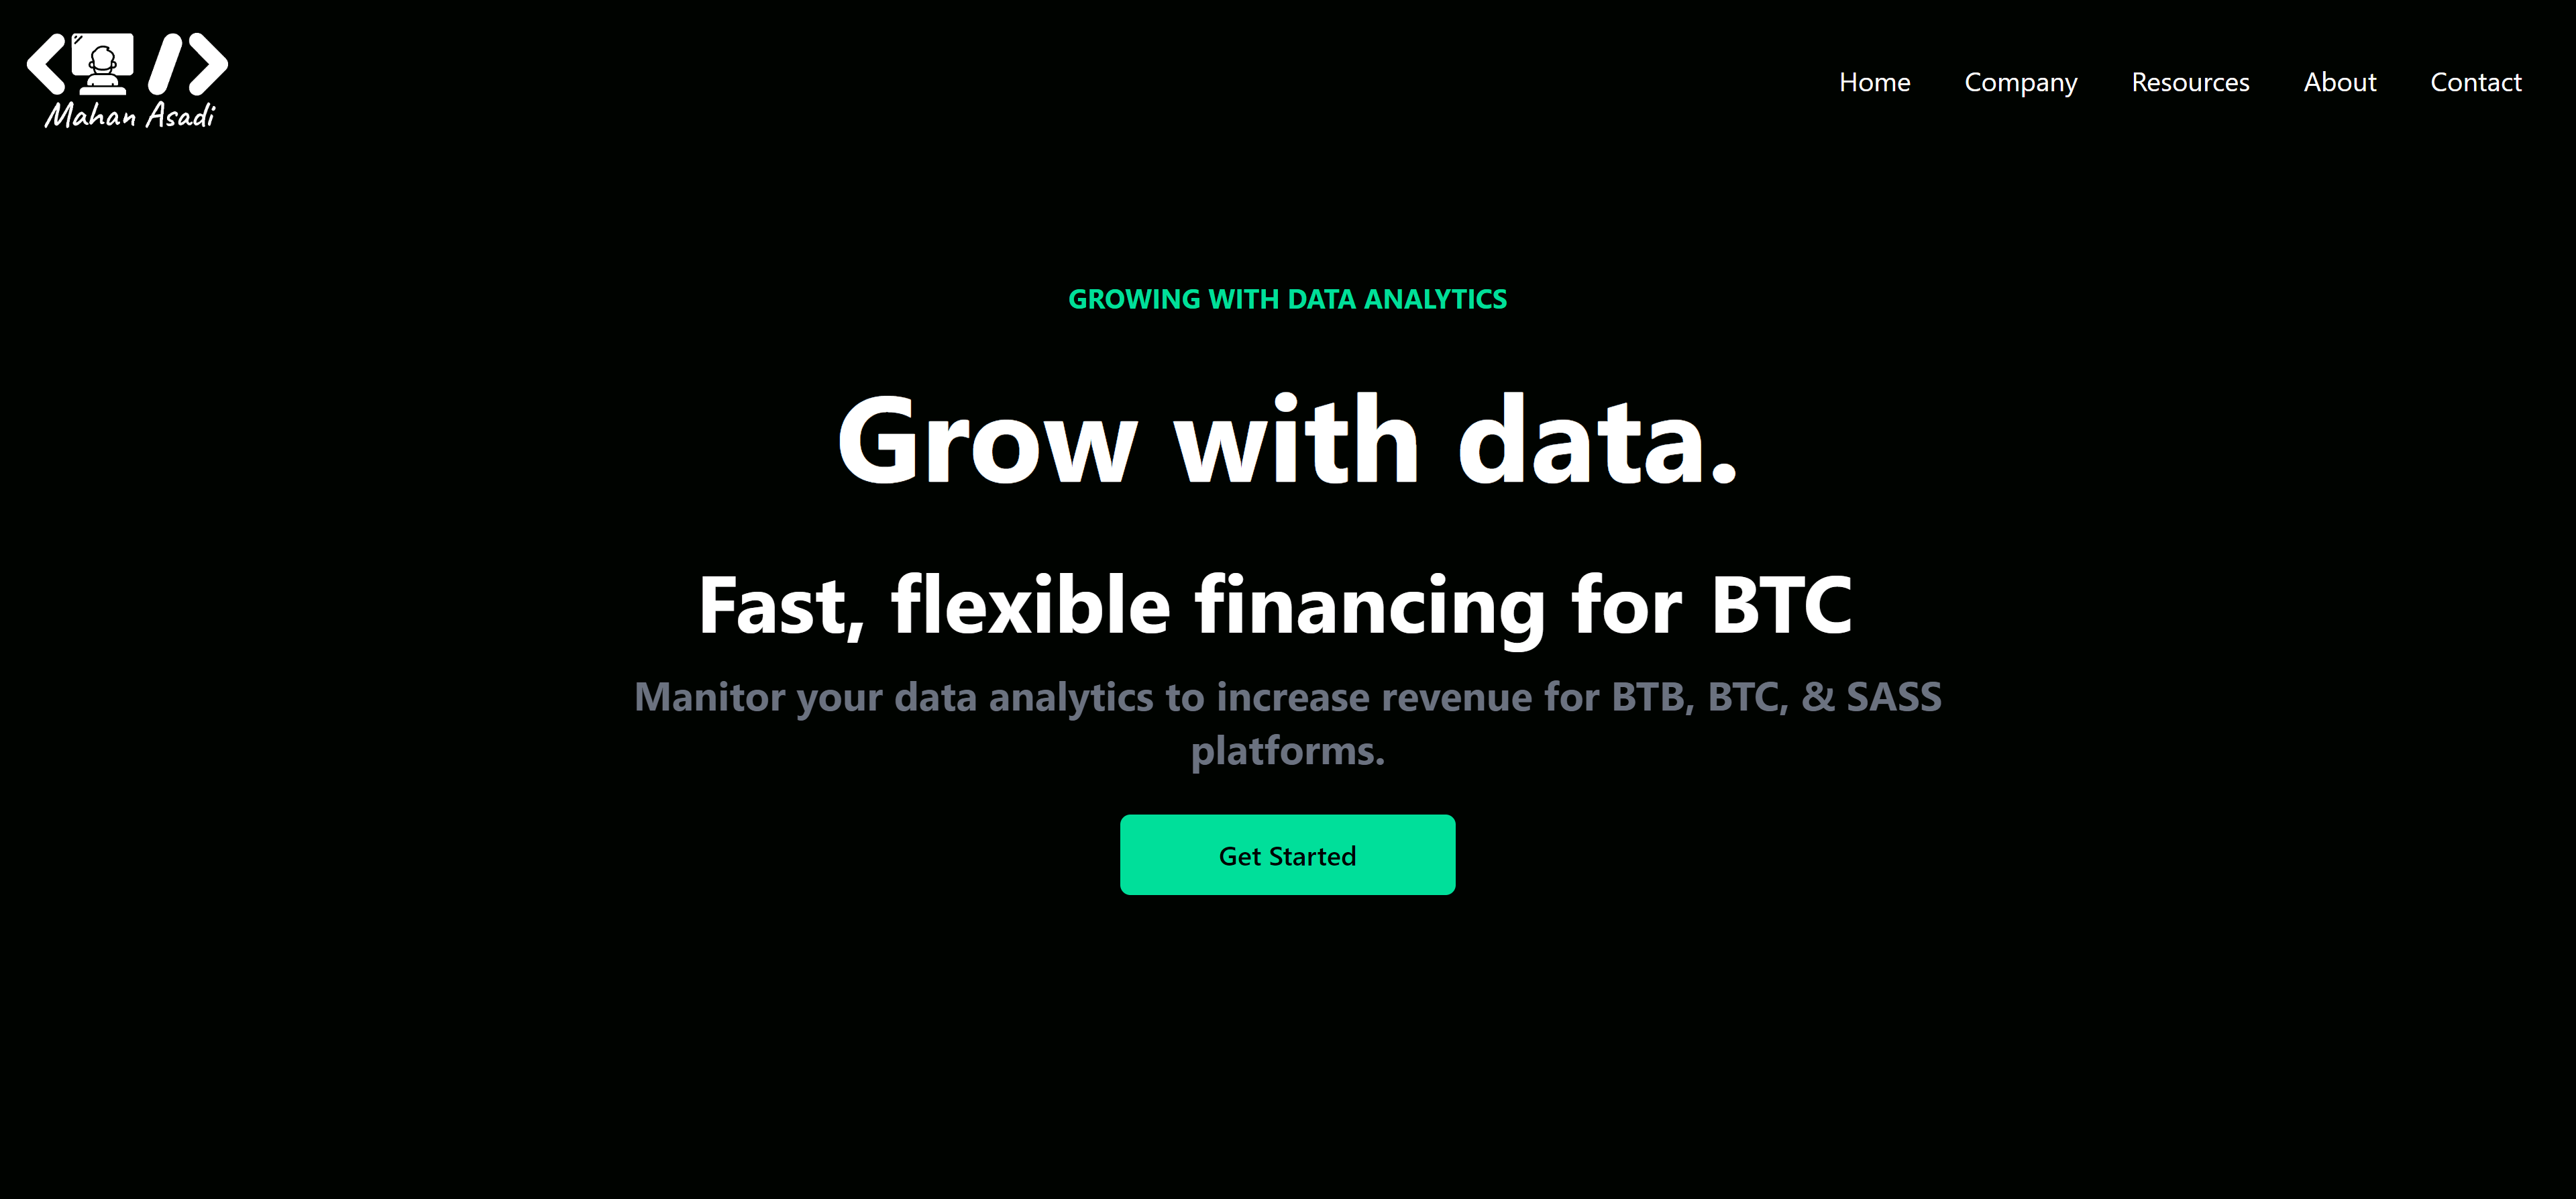 Mahan Asadi
Home Company Resources About Contact
GROWING WITH DATA ANALYTICS
Grow with data.
Fast, flexible financing for BTC
Manitor your data analytics to increase revenue for BTB, BTC, & SASS
platforms.
Get Started